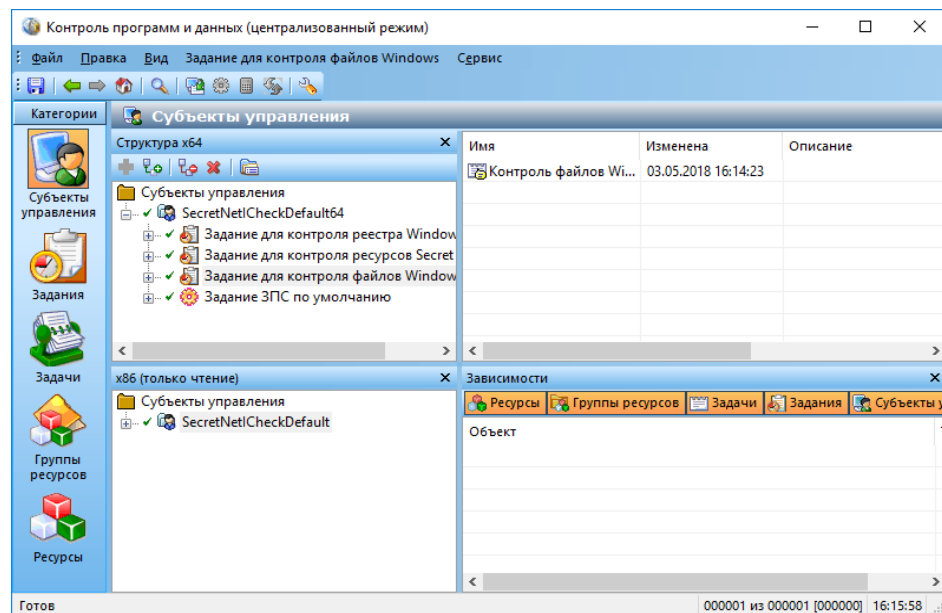 Контроль программ и данных (централизованный режим)
Файл Правка Вид Задание для контроля файлов Windows Сервис
Категории
Субъекты управления
Субъекты
управления
Задания
Задачи
Группы
ресурсов
Ресурсы
Структура x64
Субъекты управления
SecretNetICheckDefault64
Задание для контроля реестра Window
Задание для контроля ресурсов Secret
Задание для контроля файлов Window
Задание ЗПС по умолчанию
Имя Изменена Описание
Контроль файлов Wi... 03.05.2018 16:14:23
x86 (только чтение)
Субъекты управления
SecretNetICheckDefault
Зависимости
Ресурсы Группы ресурсов Задачи Задания Субъекты у
Объект
Готов
000001 из 000001 [000000] 16:15:58